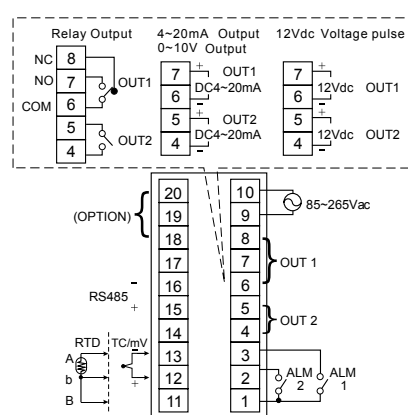 Relay Output 4~20mA Output 12Vdc Voltage pulse
0~10V Output
NC 8
NO 7 OUT1
COM 6
5
4 OUT2
7 + OUT1
6 DC4~20mA
-
5 + OUT2
4 DC4~20mA
-
7 +
6 12Vdc OUT1
-
5 +
4 12Vdc OUT2
-
20 10
(OPTION) 19 9 85~265Vac
18 8
17 7 OUT 1
- 16 6
RS485
+ 15 5
14 4 OUT 2
RTD TC/mV - 13 3
A
b + 12 2 ALM 2 ALM 1
B 11 1